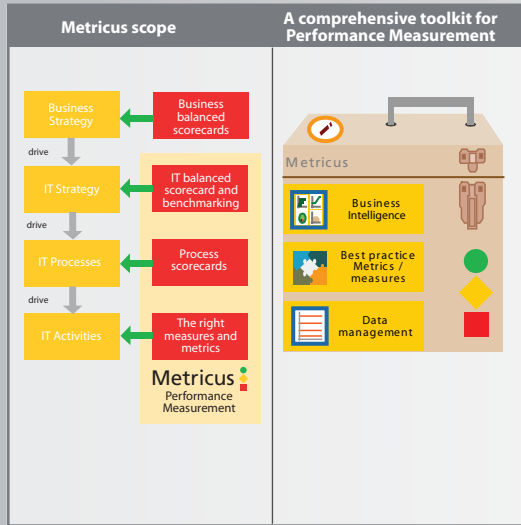 Metricus scope
A comprehensive toolkit for
Performance Measurement
Business
Strategy
Business
balanced
scorecards
drive
IT Strategy
IT balanced
scorecard and
benchmarking
drive
IT Processes
Process
scorecards
drive
IT Activities
The right
measures and
metrics
Metricus
Performance
Measurement
Metricus
Business
Intelligence
Best practice
Metrics /
measures
Data
management